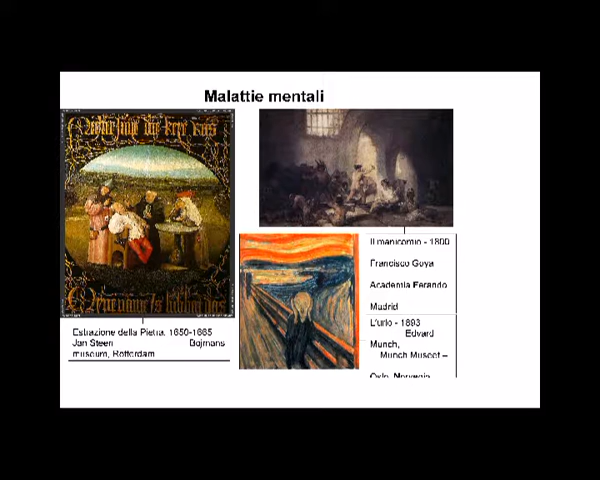 Malattie mentali
Estrazione della Pietra. 1650-1665
Jan Steen Bojmans
museum, Rotterdam
Il manicomio - 1800
Francisco Goya
Academia Ferando
Madrid
L'urlo - 1893
Edvard
Munch,
Munch Museet –
Oslo, Norvegia